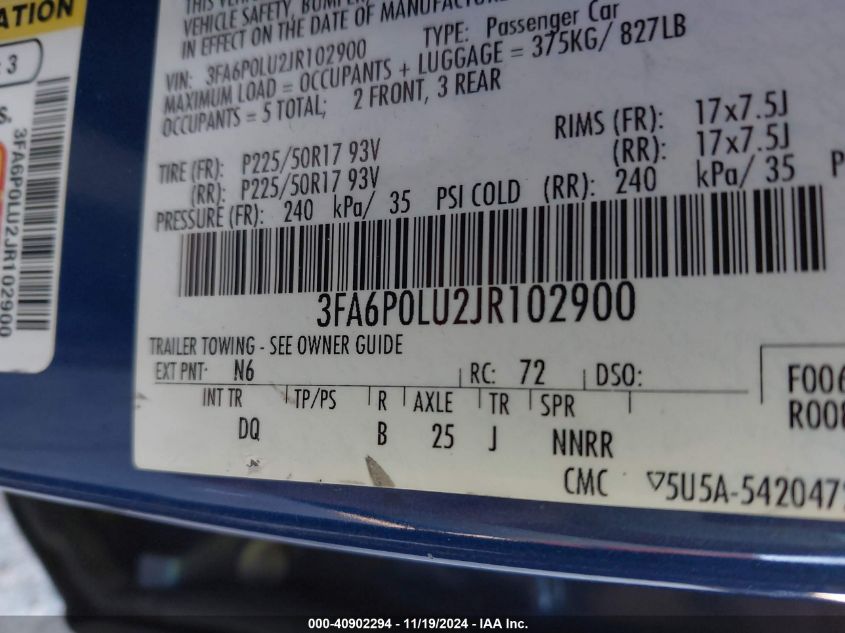 ATION
: 3
S.
3FA6P0LU2JR102900
VEHICLE SAFETY, BUMPER,
IN EFFECT ON THE DATE OF MANUFACTUR
VIN: 3FA6P0LU2JR102900 TYPE: Passenger Car
MAXIMUM LOAD = OCCUPANTS + LUGGAGE = 375KG/ 827LB
OCCUPANTS = 5 TOTAL; 2 FRONT, 3 REAR
TIRE (FR): P225/50R17 93V RIMS (FR): 17x7.5J
(RR): P225/50R17 93V (RR): 17x7.5J
PRESSURE (FR): 240 kPa/ 35 PSI COLD (RR): 240 kPa/ 35 P
3FA6P0LU2JR102900
TRAILER TOWING - SEE OWNER GUIDE
EXT PNT: N6 RC: 72 DSO:
F006
R008
INT TR TP/PS R AXLE TR SPR
DQ B 25 J NNRR
CMC ▽5U5A-542047
000-40902294 - 11/19/2024 - IAA Inc.